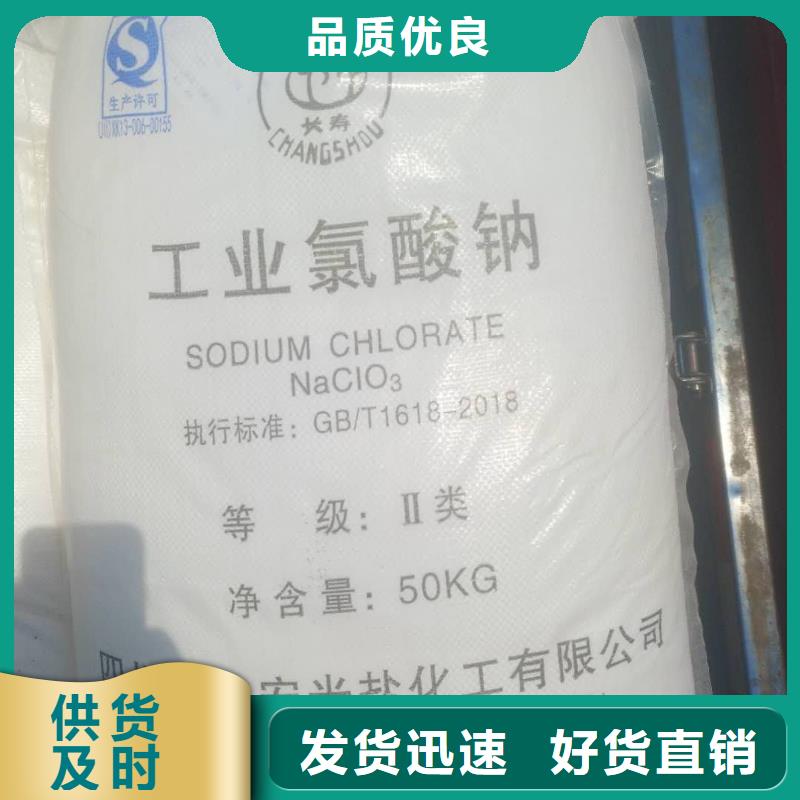 品质优良
生产许可
长寿
CHANGSHOU
工业氯酸钠
SODIUM CHLORATE
NaClO₃
执行标准：GB/T1618-2018
等 级：Ⅱ类
净含量：50KG
盐化工有限公司
供货
及时
发货迅速 好货直销